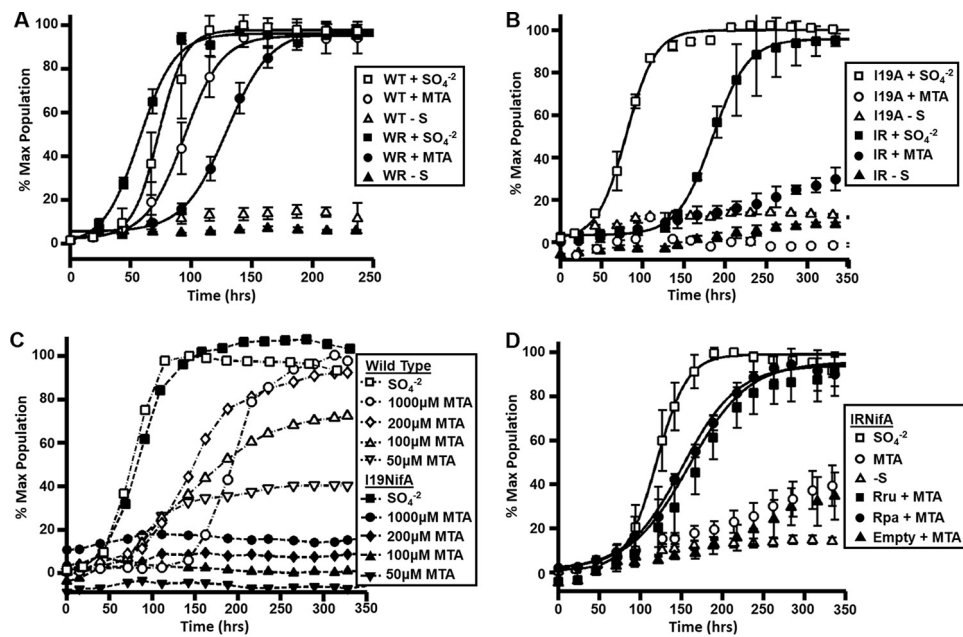 A
% Max Population
100
80
60
40
20
0
0 50 100 150 200 250
Time (hrs)
WT + SO₄⁻²
WT + MTA
WT - S
WR + SO₄⁻²
WR + MTA
WR - S
B
% Max Population
100
80
60
40
20
0
0 50 100 150 200 250 300 350
Time (hrs)
I19A + SO₄⁻²
I19A + MTA
I19A - S
IR + SO₄⁻²
IR + MTA
IR - S
C
% Max Population
100
80
60
40
20
0
0 50 100 150 200 250 300 350
Time (hrs)
Wild Type
SO₄⁻²
1000µM MTA
200µM MTA
100µM MTA
50µM MTA
I19NifA
SO₄⁻²
1000µM MTA
200µM MTA
100µM MTA
50µM MTA
D
% Max Population
100
80
60
40
20
0
0 50 100 150 200 250 300 350
Time (hrs)
IRNifA
SO₄⁻²
MTA
-S
Rru + MTA
Rpa + MTA
Empty + MTA